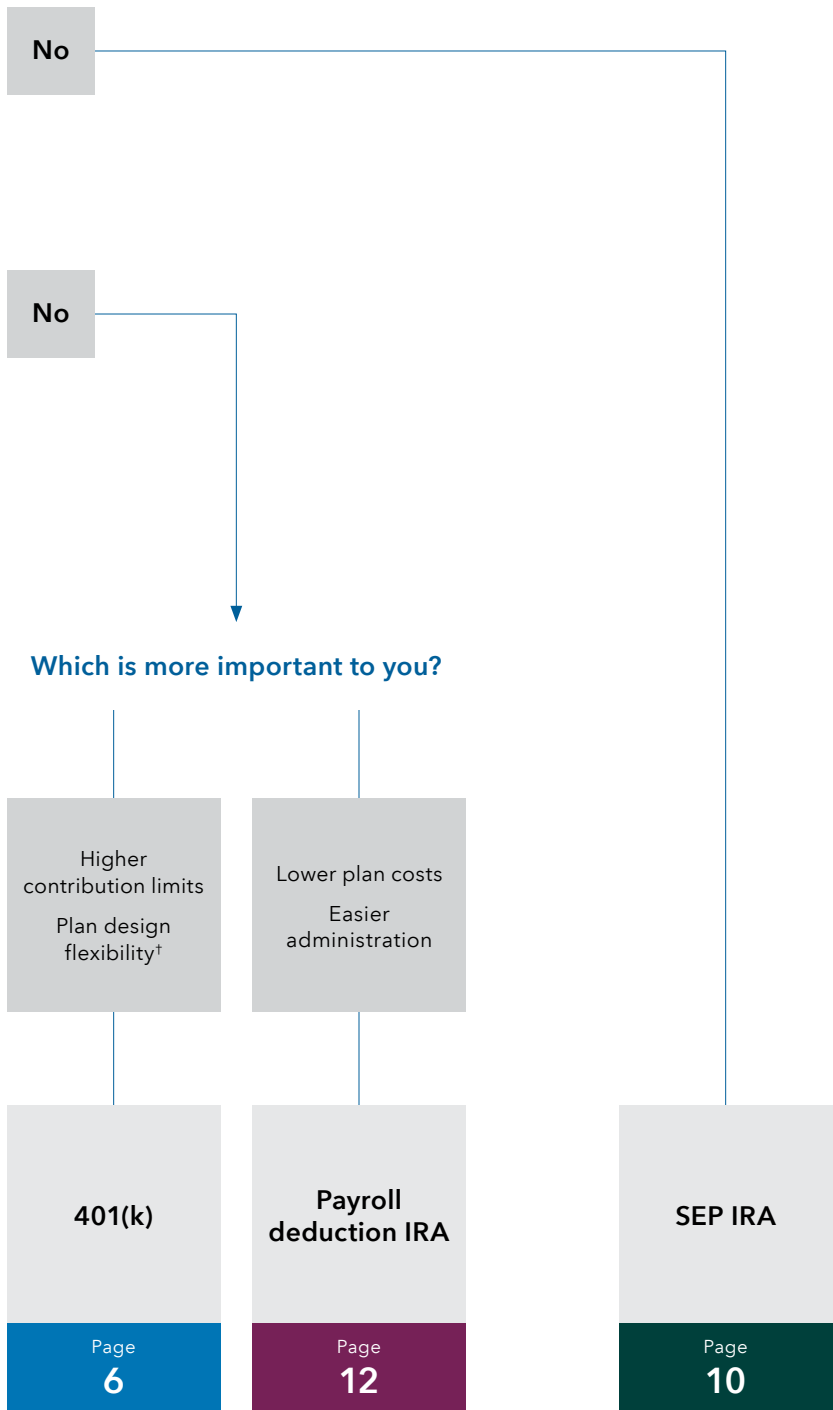 No
No
Which is more important to you?
Higher
contribution limits
Plan design
flexibility†
Lower plan costs
Easier
administration
401(k)
Payroll
deduction IRA
SEP IRA
Page
6
Page
12
Page
10